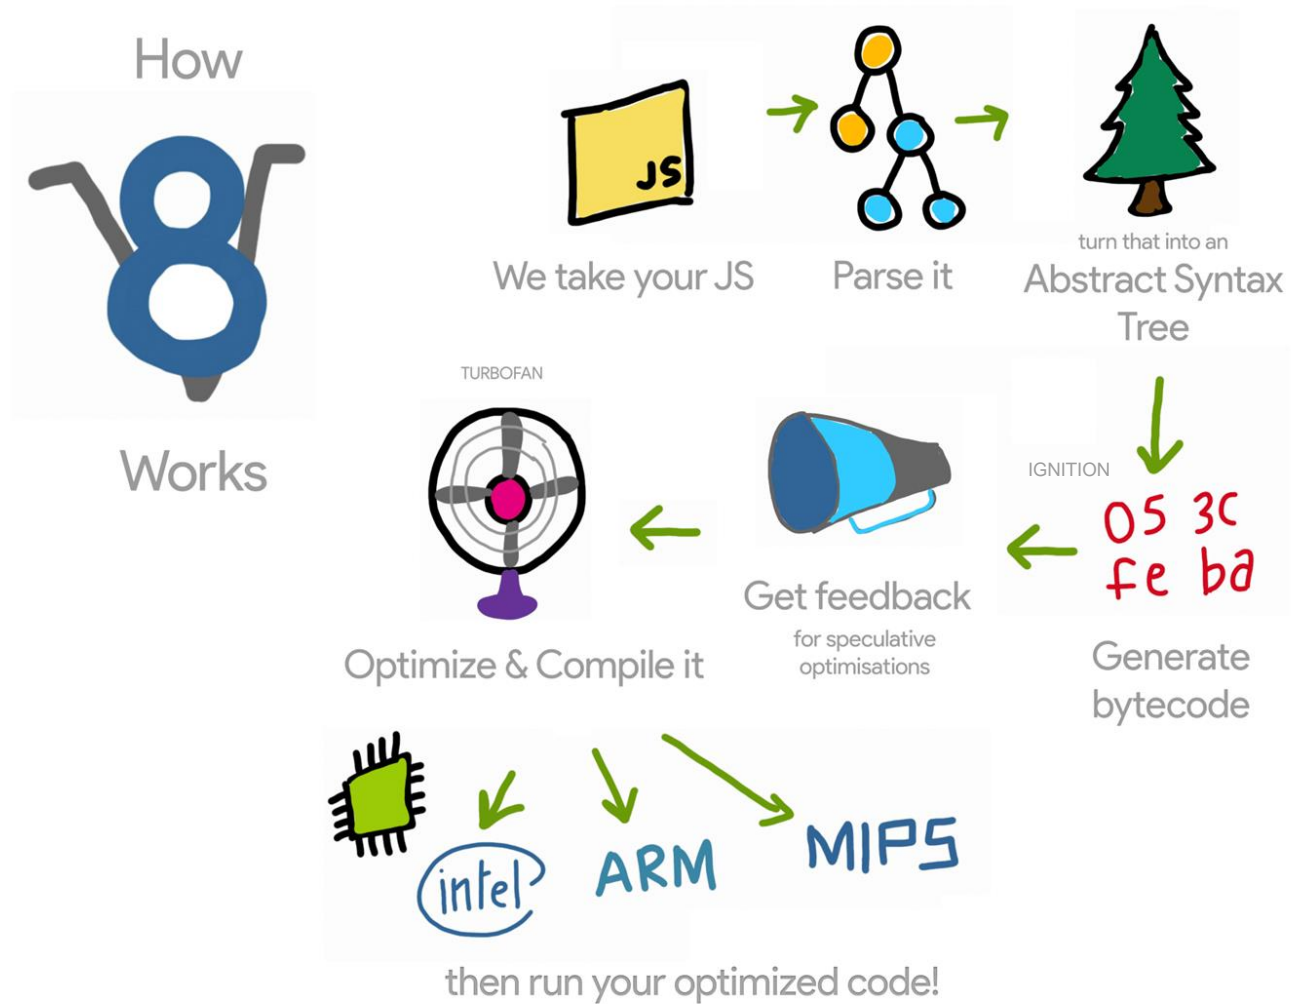 How
8
Works
JS
We take your JS
Parse it
turn that into an
Abstract Syntax
Tree
IGNITION
05 3c
fe ba
Generate
bytecode
Get feedback
for speculative
optimisations
TURBOFAN
Optimize & Compile it
intel
ARM
MIPS
then run your optimized code!